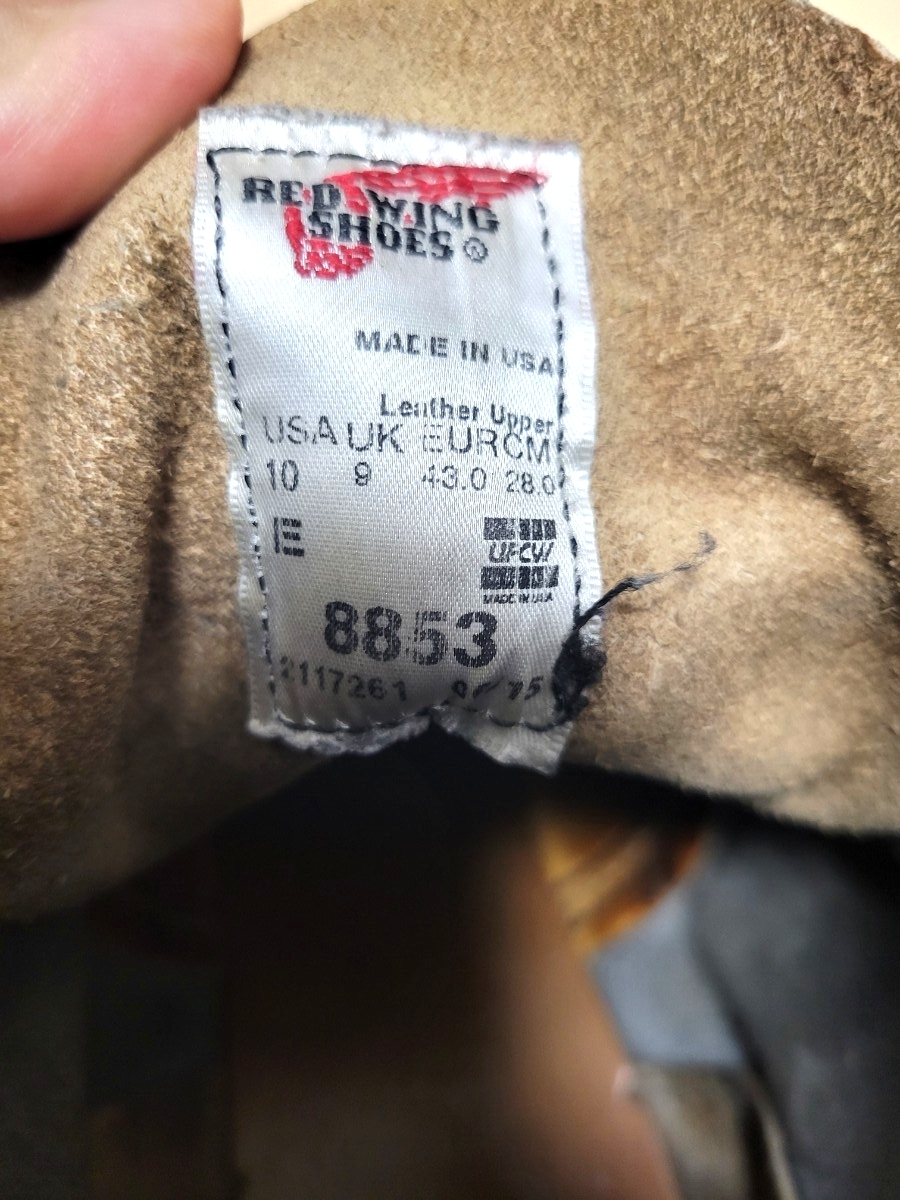 RED WING
SHOES®
MADE IN USA
Leather Upper
USA UK EUR CM
10 9 43.0 28.0
E
UFCW
MADE IN USA
8853
2117261